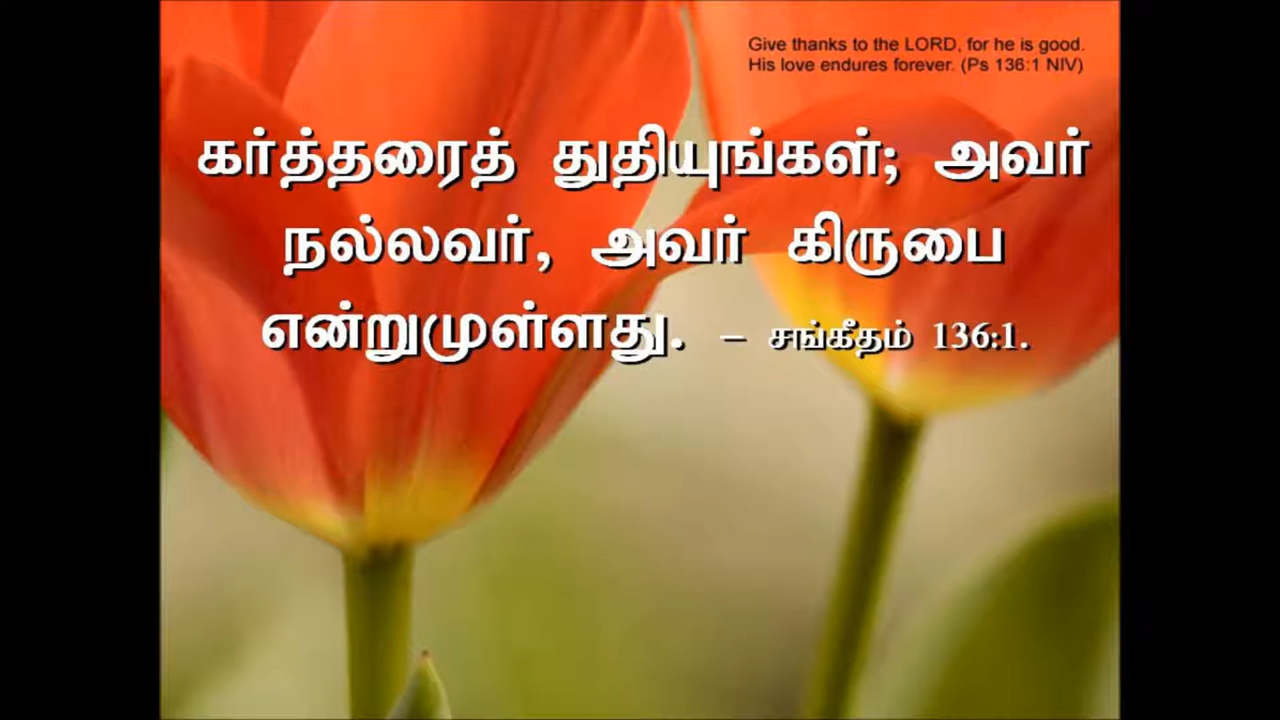 Give thanks to the LORD, for he is good.
His love endures forever. (Ps 136:1 NIV)
கர்த்தரைத் துதியுங்கள்; அவர்
நல்லவர், அவர் கிருபை
என்றுமுள்ளது. – சங்கீதம் 136:1.